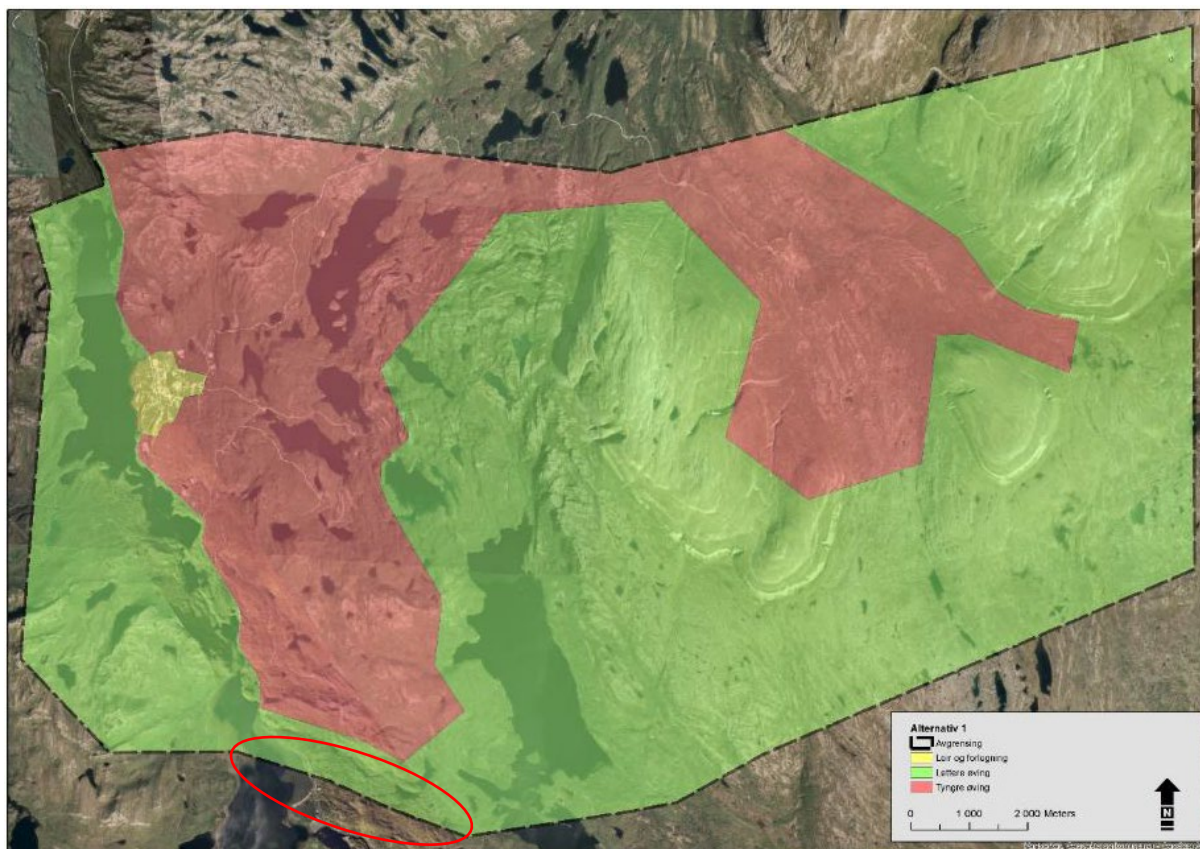 Alternativ 1
Avgrensing
Leir og forlegning
Lettere øving
Tyngre øving
0 1 000 2 000 Meters
N